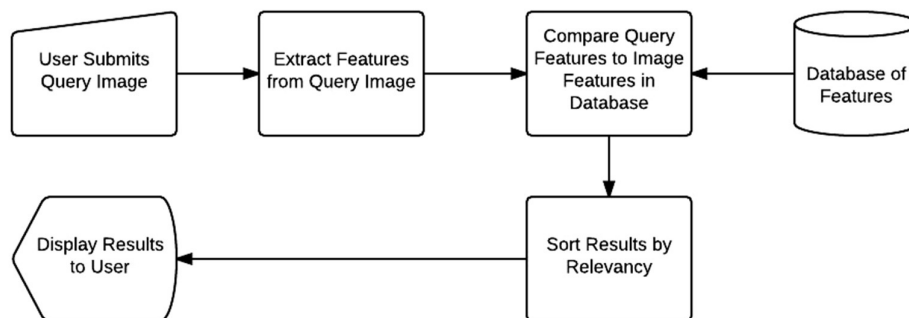 User Submits
Query Image
Extract Features
from Query Image
Compare Query
Features to Image
Features in
Database
Database of
Features
Display Results
to User
Sort Results by
Relevancy